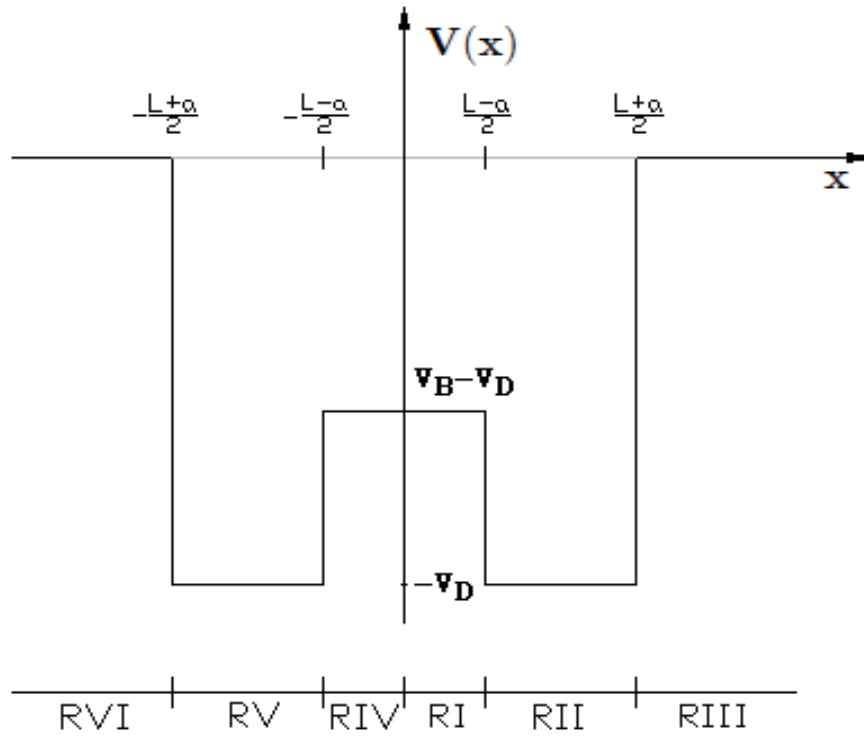 V(x)
-L+a/2 -L-a/2 L-a/2 L+a/2
x
V_B-V_D
-V_D
RVI RV RIV RI RII RIII